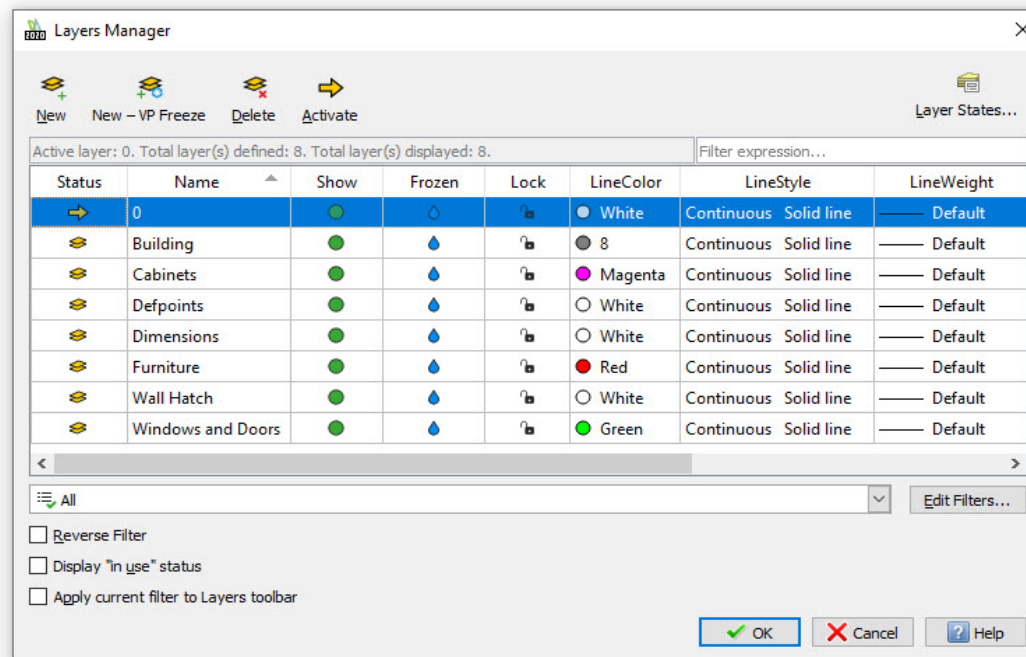 2020 Layers Manager
New New – VP Freeze Delete Activate Layer States...
Active layer: 0. Total layer(s) defined: 8. Total layer(s) displayed: 8. Filter expression...
Status Name Show Frozen Lock LineColor LineStyle LineWeight
0 White Continuous Solid line Default
Building 8 Continuous Solid line Default
Cabinets Magenta Continuous Solid line Default
Defpoints White Continuous Solid line Default
Dimensions White Continuous Solid line Default
Furniture Red Continuous Solid line Default
Wall Hatch White Continuous Solid line Default
Windows and Doors Green Continuous Solid line Default
All Edit Filters...
Reverse Filter
Display "in use" status
Apply current filter to Layers toolbar
OK Cancel ? Help